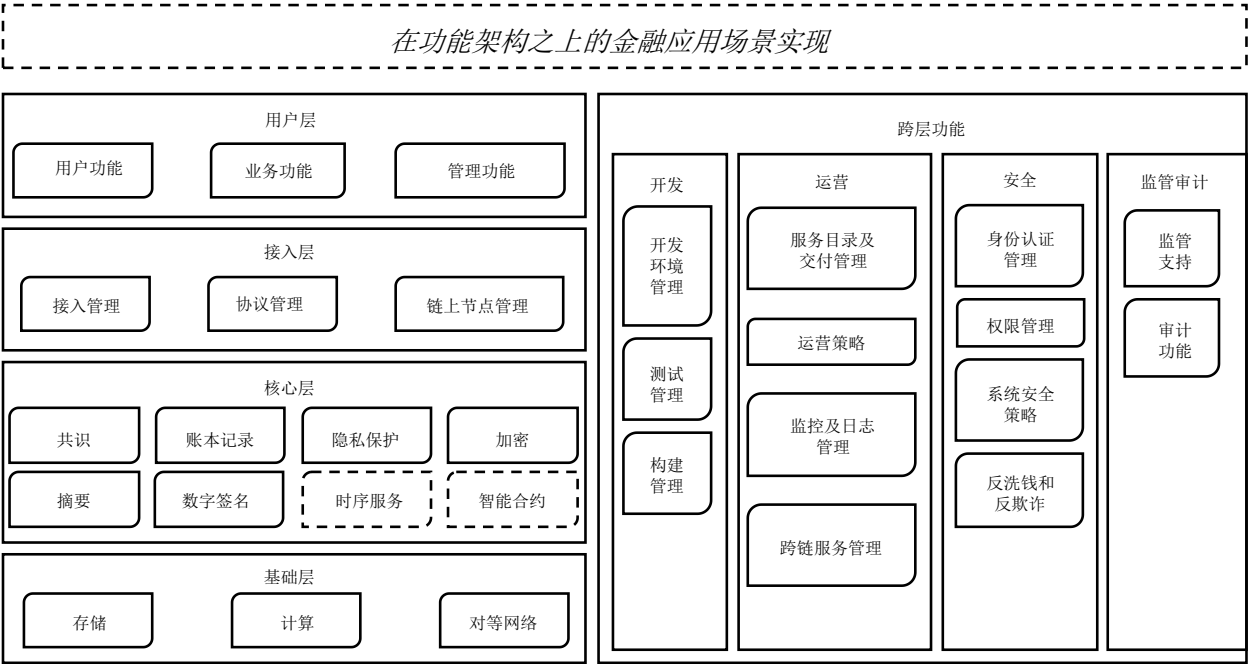 在功能架构之上的金融应用场景实现
用户层
用户功能
业务功能
管理功能
接入层
接入管理
协议管理
链上节点管理
核心层
共识
账本记录
隐私保护
加密
摘要
数字签名
时序服务
智能合约
基础层
存储
计算
对等网络
跨层功能
开发
开发
环境
管理
测试
管理
构建
管理
运营
服务目录及
交付管理
运营策略
监控及日志
管理
跨链服务管理
安全
身份认证
管理
权限管理
系统安全
策略
反洗钱和
反欺诈
监管审计
监管
支持
审计
功能